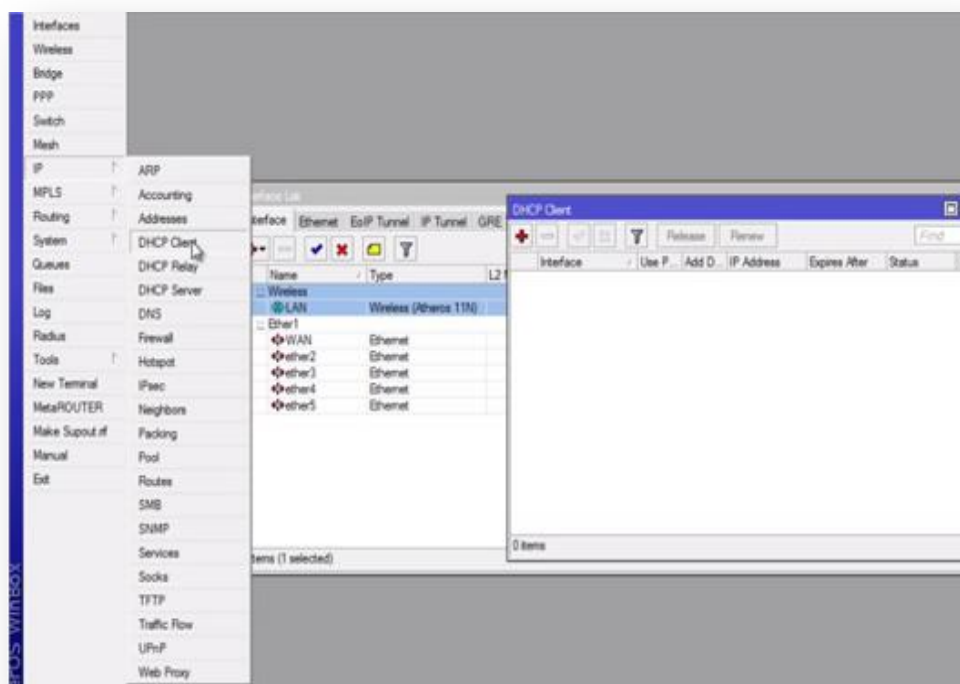 Interfaces
Wireless
Bridge
PPP
Switch
Mesh
IP
MPLS
Routing
System
Queues
Files
Log
Radius
Tools
New Terminal
MetaROUTER
Make Supout.rif
Manual
Exit
ARP
Accounting
Addresses
DHCP Client
DHCP Relay
DHCP Server
DNS
Firewall
Hotspot
IPsec
Neighbors
Packing
Pool
Routes
SMB
SNMP
Services
Socks
TFTP
Traffic Flow
UPnP
Web Proxy
erface List
terface Ethernet EoIP Tunnel IP Tunnel GRE
Name Type L2
Wireless
LAN Wireless (Atheros 11N)
Ether1
WAN Ethernet
ether2 Ethernet
ether3 Ethernet
ether4 Ethernet
ether5 Ethernet
items (1 selected)
DHCP Client
Release Renew Find
Interface Use P... Add D... IP Address Expires After Status
0 items
erOS WinBox